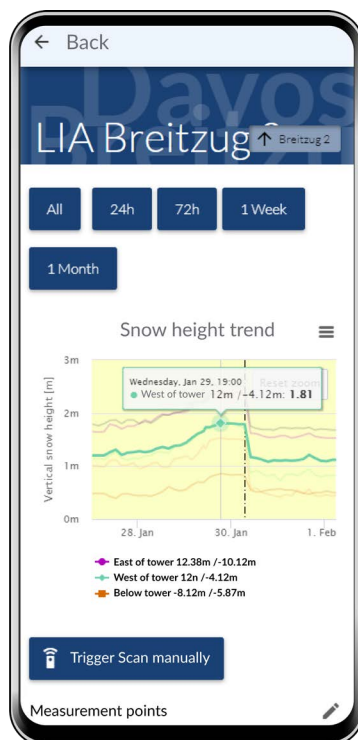 ← Back
Davos
Breitzug
LIA Breitzug 2
↑ Breitzug 2
All
24h
72h
1 Week
1 Month
Snow height trend
3m
2m
1m
0m
Vertical snow height [m]
Reset zoom
Wednesday, Jan 29, 19:00
● West of tower 12m /-4.12m: 1.81
28. Jan
30. Jan
1. Feb
East of tower 12.38m /-10.12m
West of tower 12n /-4.12m
Below tower -8.12m /-5.87m
Trigger Scan manually
Measurement points